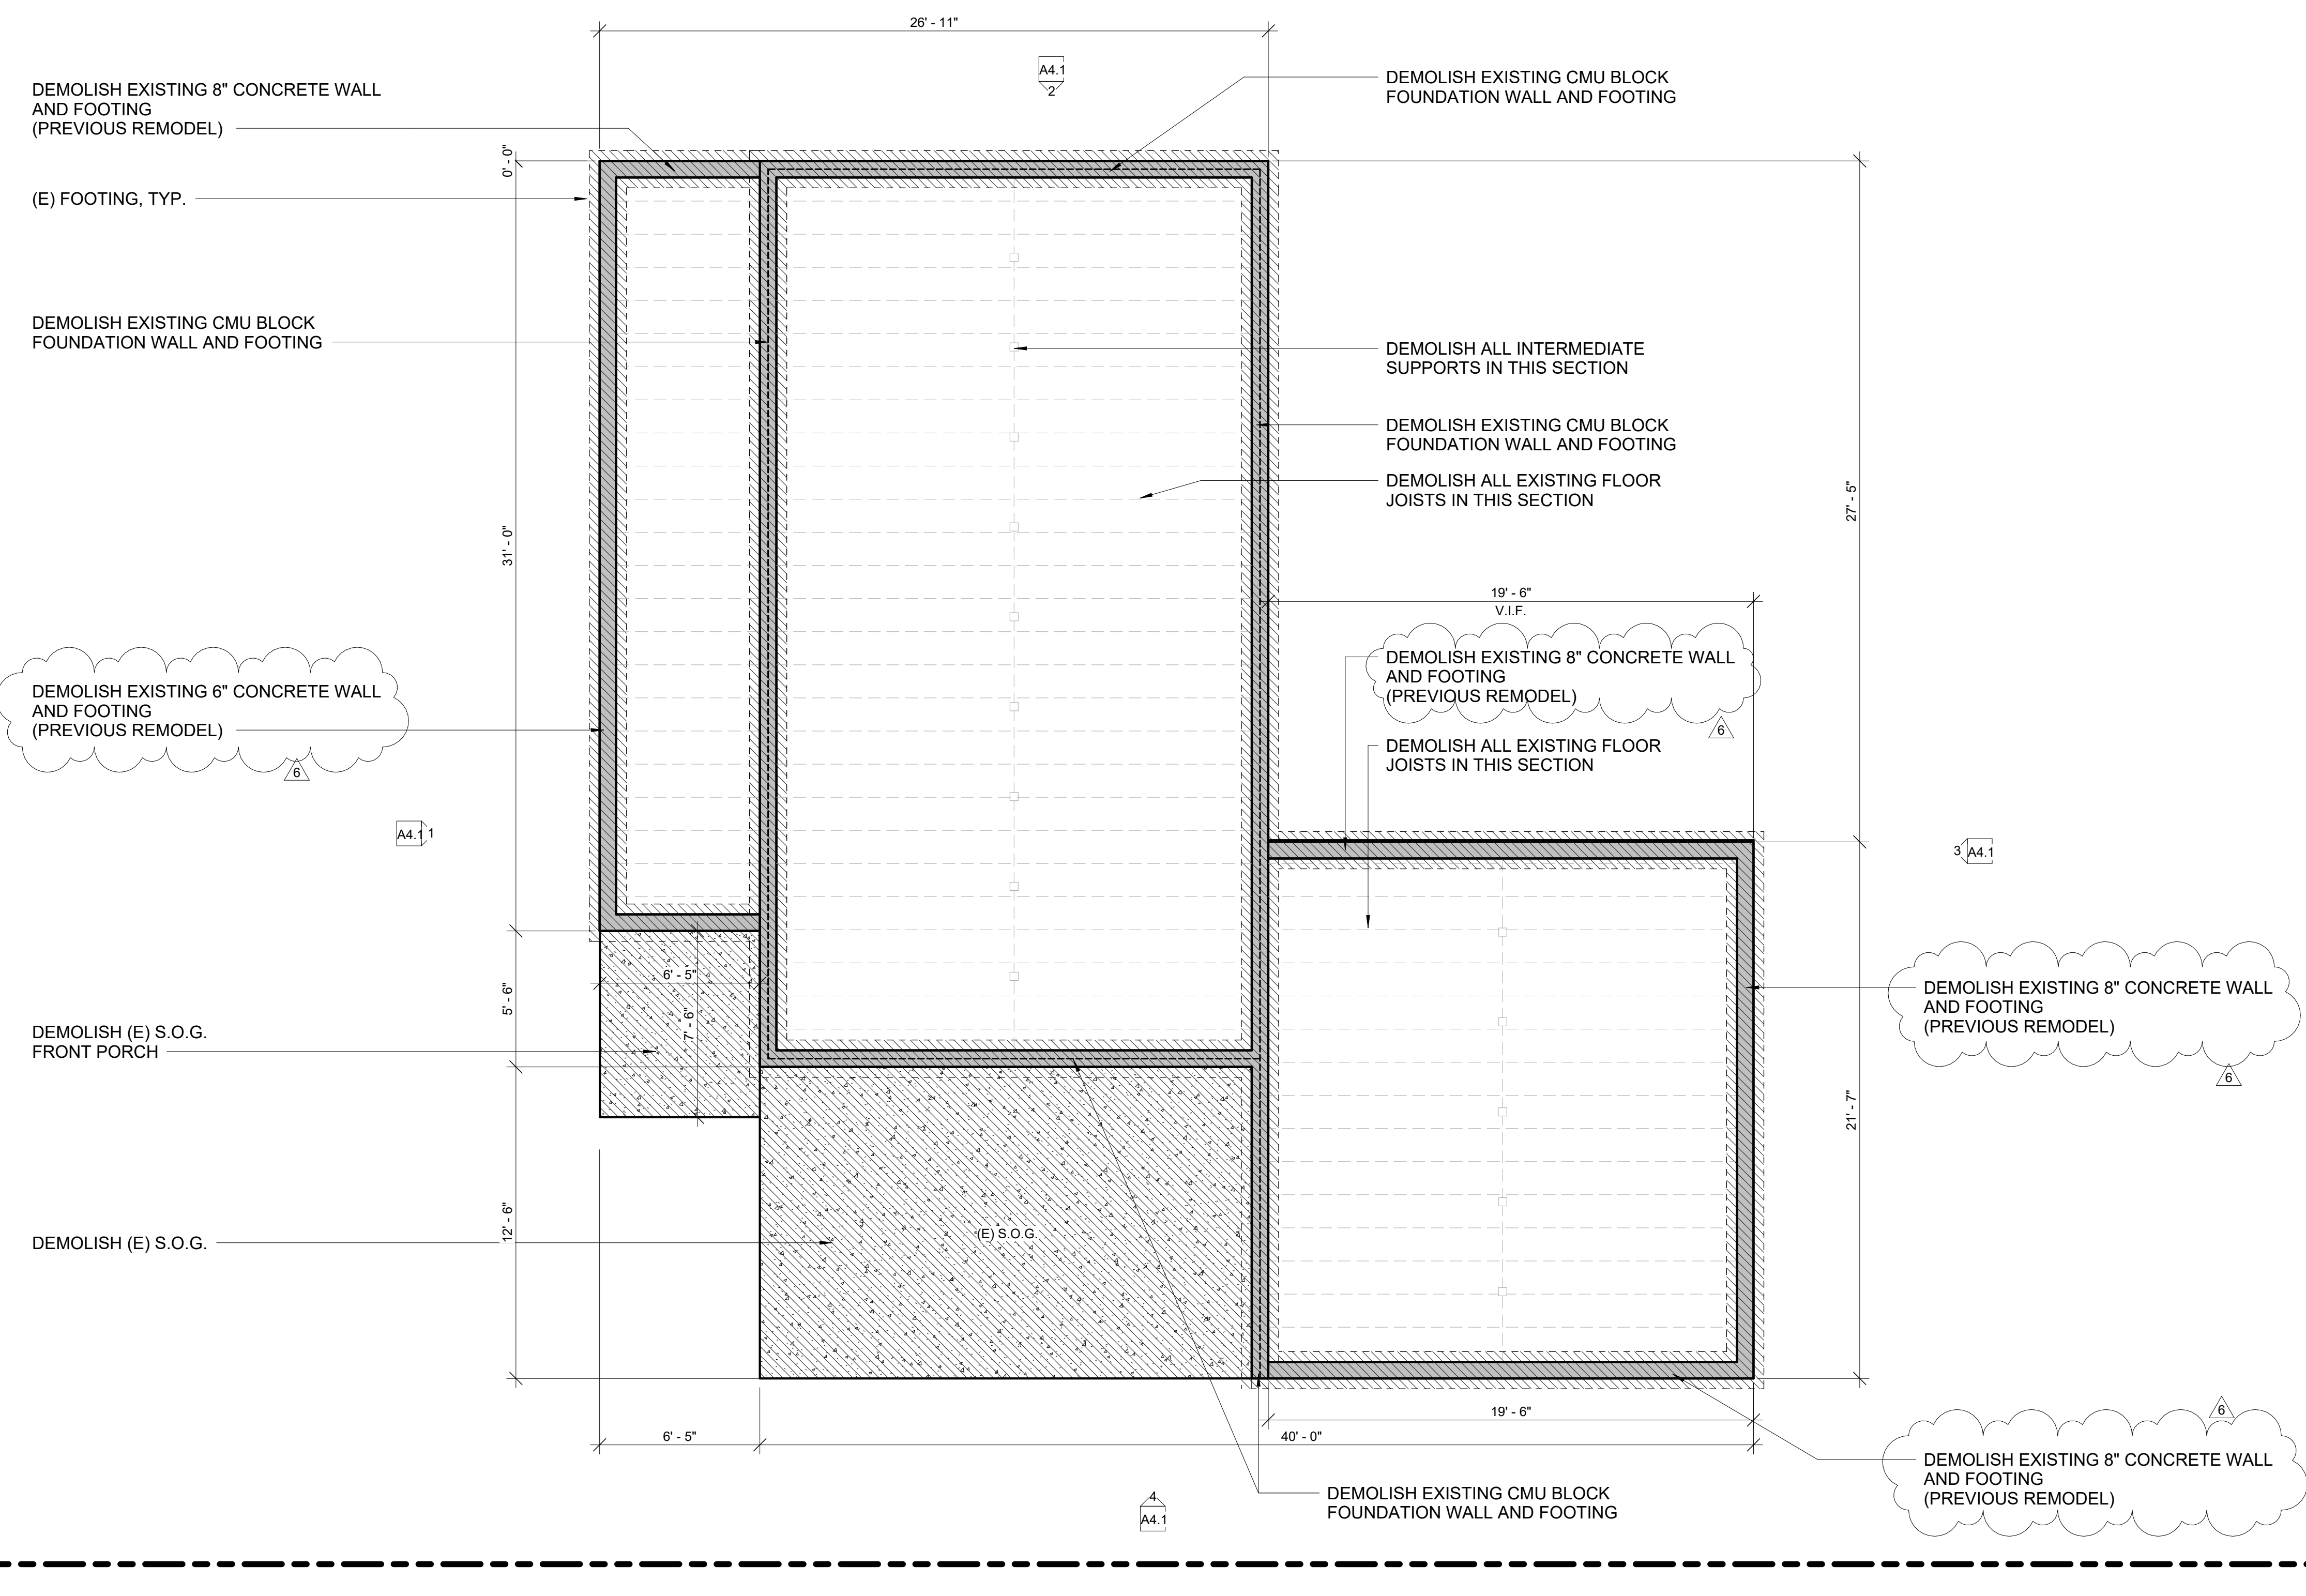 26' - 11"
A4.1
2
DEMOLISH EXISTING 8" CONCRETE WALL
AND FOOTING
(PREVIOUS REMODEL)
DEMOLISH EXISTING CMU BLOCK
FOUNDATION WALL AND FOOTING
0' - 0"
(E) FOOTING, TYP.
DEMOLISH EXISTING CMU BLOCK
FOUNDATION WALL AND FOOTING
DEMOLISH ALL INTERMEDIATE
SUPPORTS IN THIS SECTION
DEMOLISH EXISTING CMU BLOCK
FOUNDATION WALL AND FOOTING
DEMOLISH ALL EXISTING FLOOR
JOISTS IN THIS SECTION
27' - 5"
31' - 0"
19' - 6"
V.I.F.
DEMOLISH EXISTING 8" CONCRETE WALL
AND FOOTING
(PREVIOUS REMODEL)
6
DEMOLISH EXISTING 6" CONCRETE WALL
AND FOOTING
(PREVIOUS REMODEL)
6
DEMOLISH ALL EXISTING FLOOR
JOISTS IN THIS SECTION
A4.1 1
3 A4.1
6' - 5"
7' - 6"
5' - 6"
DEMOLISH EXISTING 8" CONCRETE WALL
AND FOOTING
(PREVIOUS REMODEL)
6
DEMOLISH (E) S.O.G.
FRONT PORCH
21' - 7"
12' - 6"
(E) S.O.G.
DEMOLISH (E) S.O.G.
19' - 6"
6' - 5"
40' - 0"
6
DEMOLISH EXISTING 8" CONCRETE WALL
AND FOOTING
(PREVIOUS REMODEL)
DEMOLISH EXISTING CMU BLOCK
FOUNDATION WALL AND FOOTING
4
A4.1